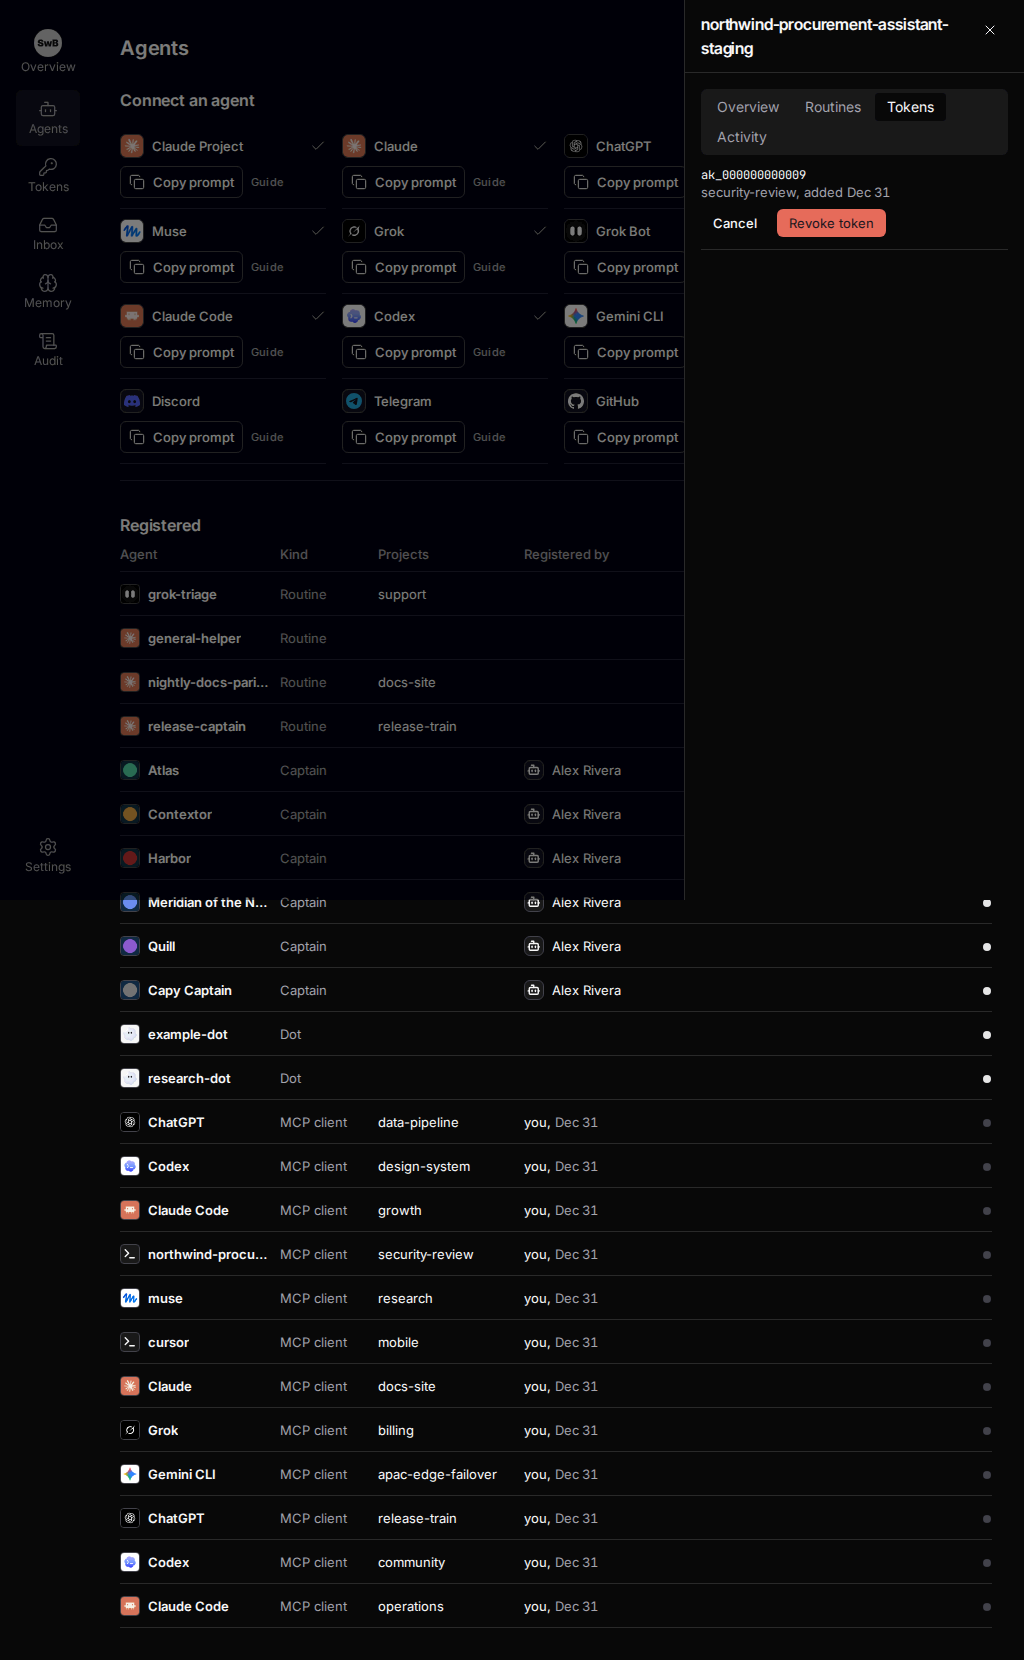 SwB
Overview
Agents
Tokens
Inbox
Memory
Audit
Settings
Agents
Connect an agent
Claude Project
Copy prompt Guide
Claude
Copy prompt Guide
ChatGPT
Copy prompt
Muse
Copy prompt Guide
Grok
Copy prompt Guide
Grok Bot
Copy prompt
Claude Code
Copy prompt Guide
Codex
Copy prompt Guide
Gemini CLI
Copy prompt
Discord
Copy prompt Guide
Telegram
Copy prompt Guide
GitHub
Copy prompt
Registered
Agent Kind Projects Registered by
grok-triage Routine support
general-helper Routine
nightly-docs-pari... Routine docs-site
release-captain Routine release-train
Atlas Captain Alex Rivera
Contextor Captain Alex Rivera
Harbor Captain Alex Rivera
Meridian of the N... Captain Alex Rivera
Quill Captain Alex Rivera
Capy Captain Captain Alex Rivera
example-dot Dot
research-dot Dot
ChatGPT MCP client data-pipeline you, Dec 31
Codex MCP client design-system you, Dec 31
Claude Code MCP client growth you, Dec 31
northwind-procu... MCP client security-review you, Dec 31
muse MCP client research you, Dec 31
cursor MCP client mobile you, Dec 31
Claude MCP client docs-site you, Dec 31
Grok MCP client billing you, Dec 31
Gemini CLI MCP client apac-edge-failover you, Dec 31
ChatGPT MCP client release-train you, Dec 31
Codex MCP client community you, Dec 31
Claude Code MCP client operations you, Dec 31
northwind-procurement-assistant-
staging
Overview Routines Tokens
Activity
ak_000000000009
security-review, added Dec 31
Cancel Revoke token